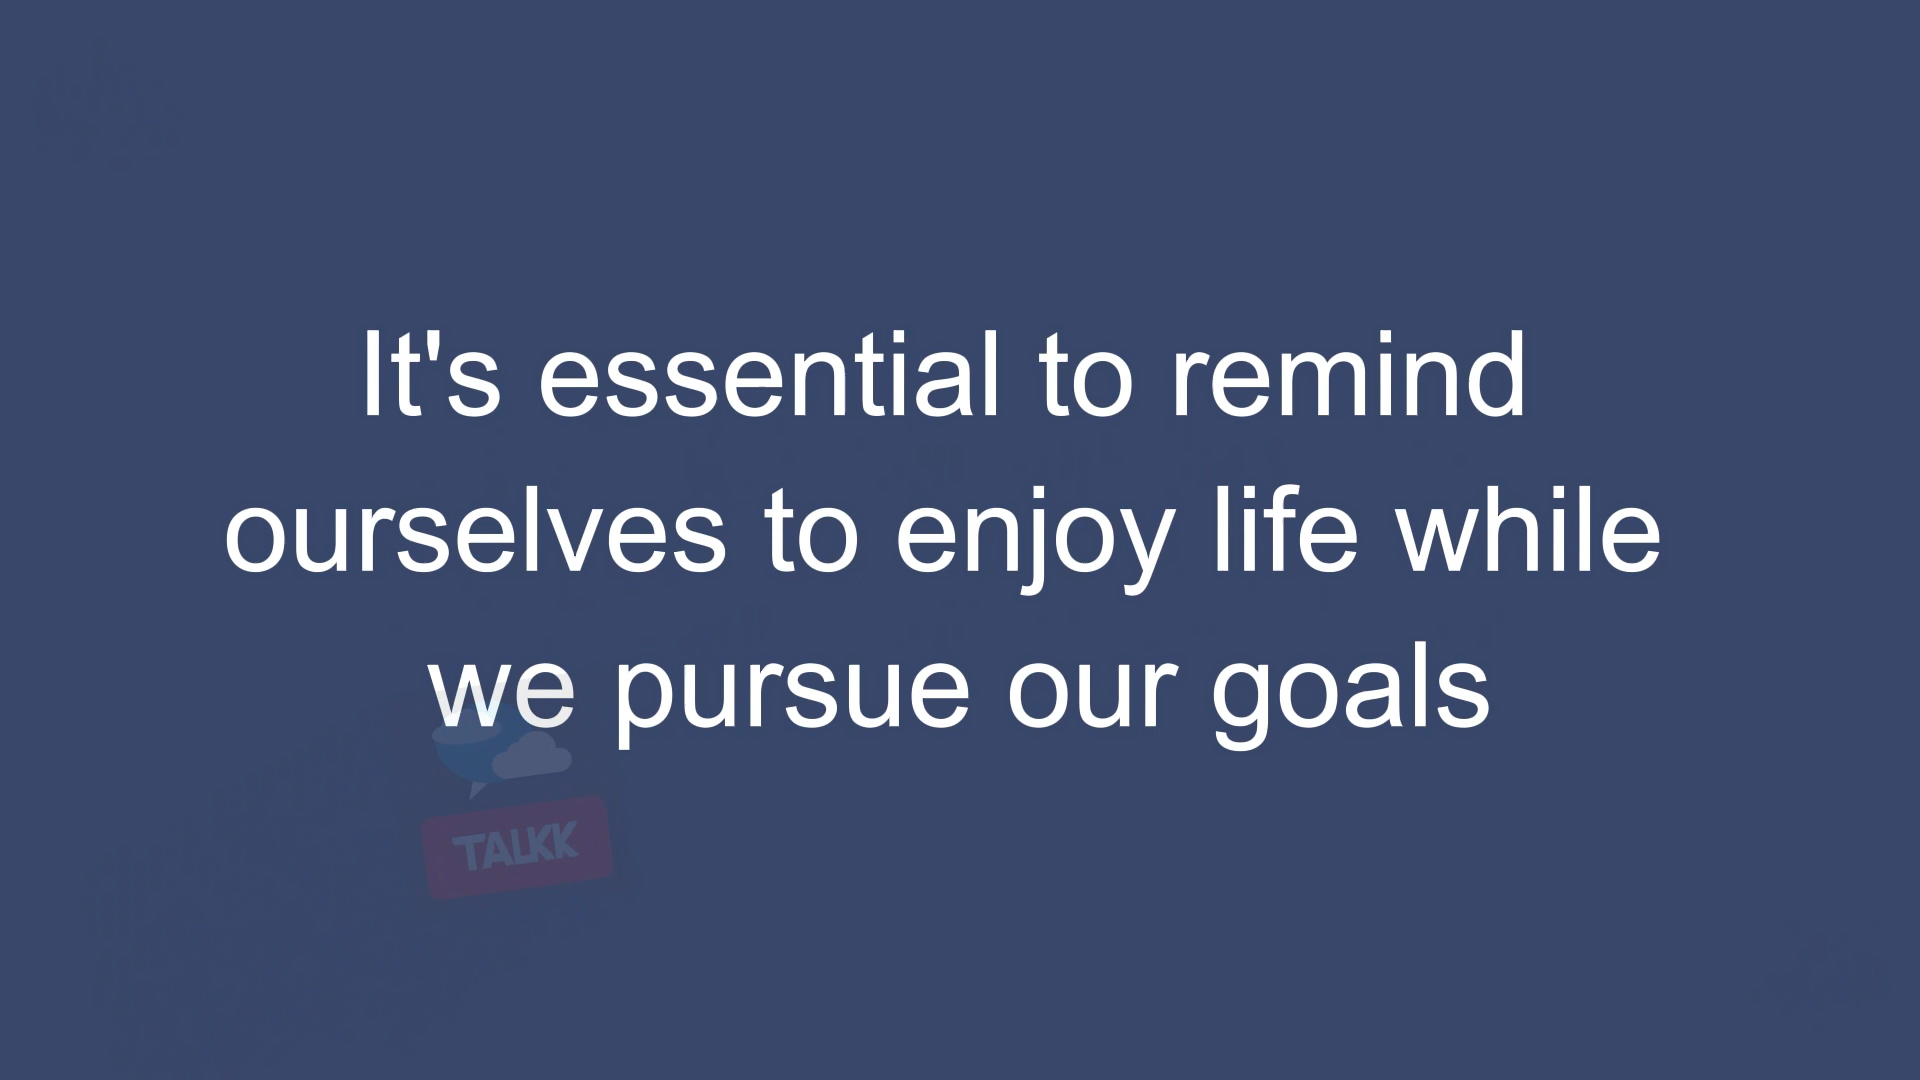 It's essential to remind
ourselves to enjoy life while
we pursue our goals
TALKK